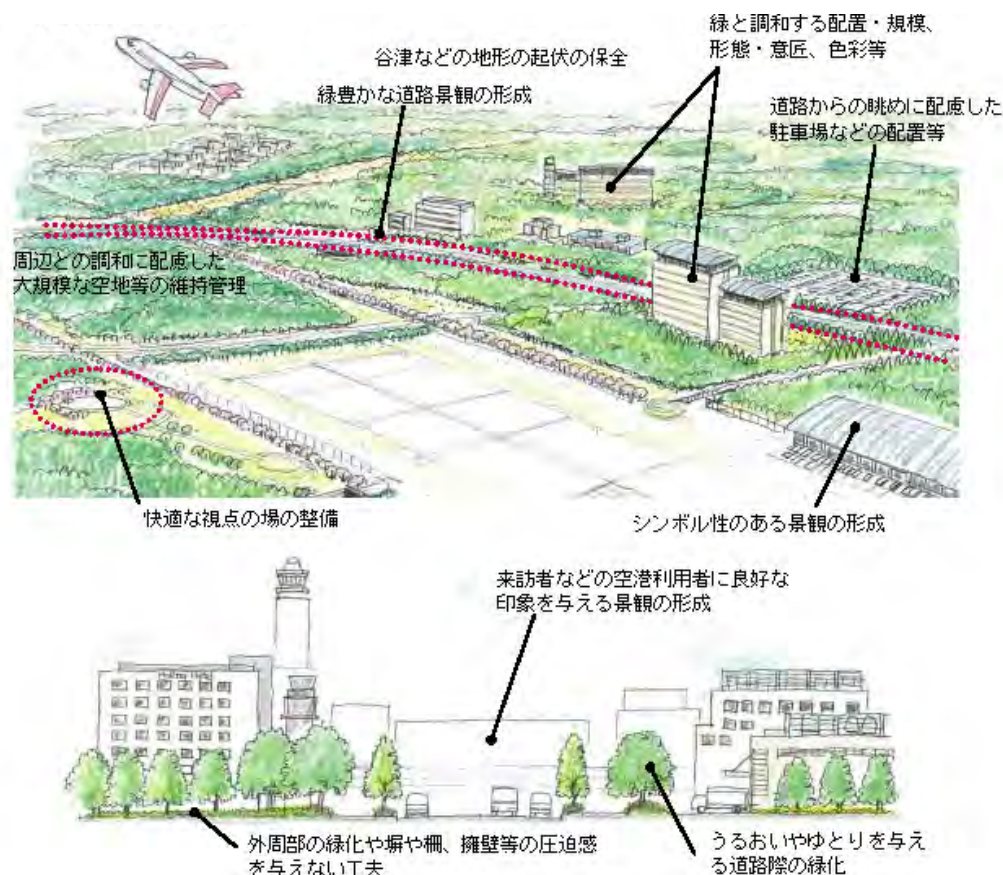 緑と調和する配置・規模、
形態・意匠、色彩等
谷津などの地形の起伏の保全
緑豊かな道路景観の形成
道路からの眺めに配慮した
駐車場などの配置等
周辺との調和に配慮した
大規模な空地等の維持管理
快適な視点の場の整備
シンボル性のある景観の形成
来訪者などの空港利用者に良好な
印象を与える景観の形成
外周部の緑化や塀や柵、擁壁等の圧迫感
を与えない工夫
うるおいやゆとりを与え
る道路際の緑化